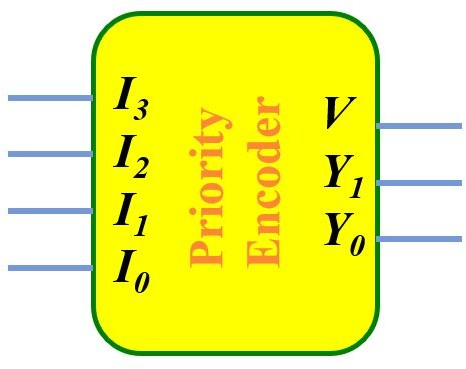 I3
I2
I1
I0
Priority
Encoder
V
Y1
Y0